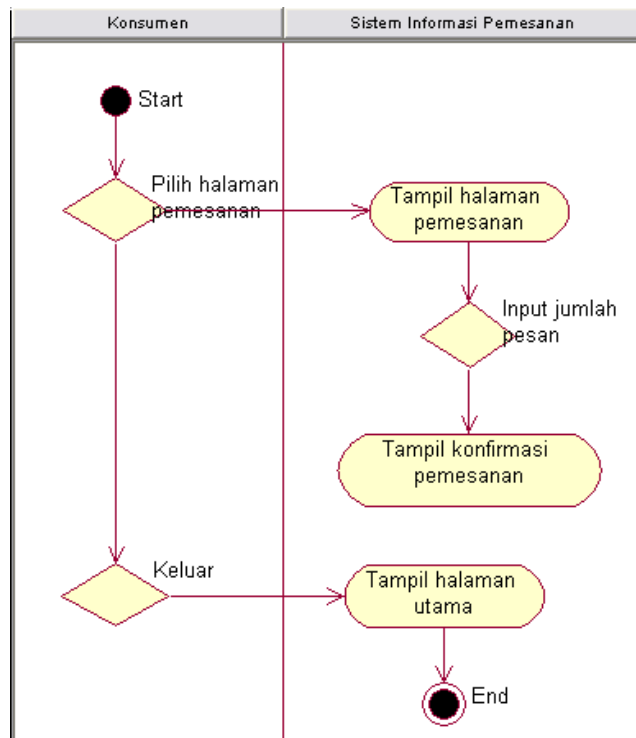 Konsumen
Sistem Informasi Pemesanan
Start
Pilih halaman
pemesanan
Tampil halaman
pemesanan
Input jumlah
pesan
Tampil konfirmasi
pemesanan
Keluar
Tampil halaman
utama
End